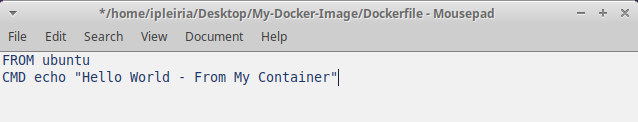 */home/ipleiria/Desktop/My-Docker-Image/Dockerfile - Mousepad
File Edit Search View Document Help
FROM ubuntu
CMD echo "Hello World - From My Container"